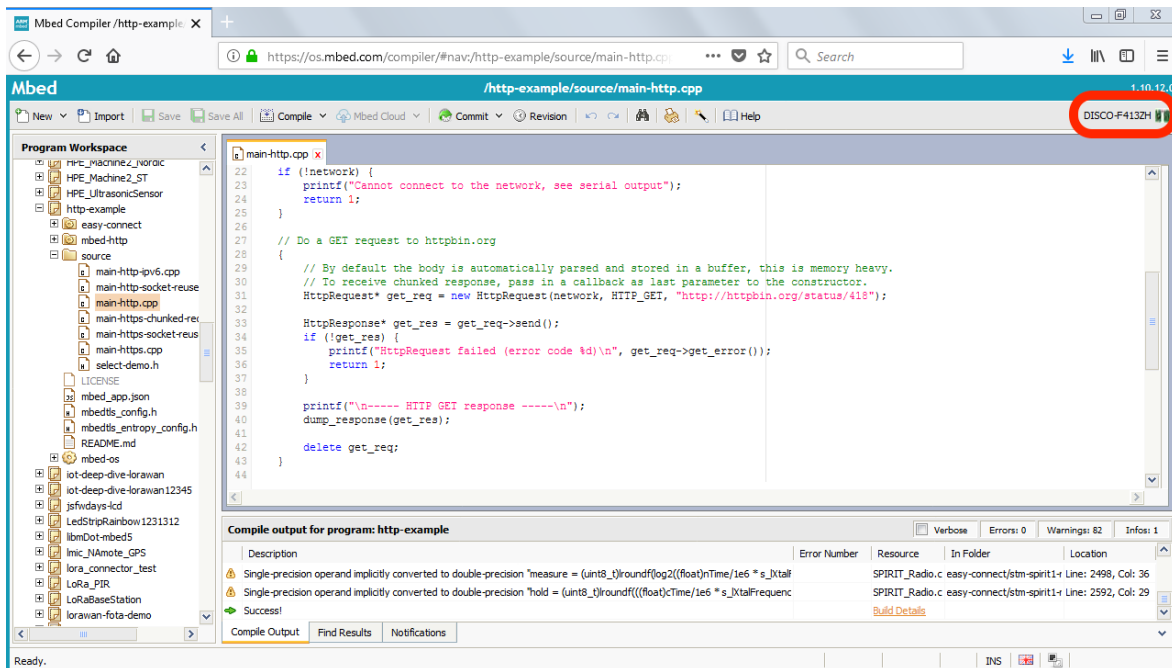 Mbed Compiler /http-example
https://os.mbed.com/compiler/#nav:/http-example/source/main-http.cp
Search
Mbed
/http-example/source/main-http.cpp
1.10.12.0
New Import Save Save All Compile Mbed Cloud Commit Revision Help
DISCO-F413ZH
Program Workspace
HPE_Machine2_Nordic
HPE_Machine2_ST
HPE_UltrasonicSensor
http-example
easy-connect
mbed-http
source
main-http-ipv6.cpp
main-http-socket-reuse
main-http.cpp
main-https-chunked-rec
main-https-socket-reus
main-https.cpp
select-demo.h
LICENSE
mbed_app.json
mbedtls_config.h
mbedtls_entropy_config.h
README.md
mbed-os
iot-deep-dive-lorawan
iot-deep-dive-lorawan12345
jsfwdays-lcd
LedStripRainbow1231312
libmDot-mbed5
lmic_NAmote_GPS
lora_connector_test
LoRa_PIR
LoRaBaseStation
lorawan-fota-demo
main-http.cpp x
22 if (!network) {
23 printf("Cannot connect to the network, see serial output");
24 return 1;
25 }
26
27 // Do a GET request to httpbin.org
28 {
29 // By default the body is automatically parsed and stored in a buffer, this is memory heavy.
30 // To receive chunked response, pass in a callback as last parameter to the constructor.
31 HttpRequest* get_req = new HttpRequest(network, HTTP_GET, "http://httpbin.org/status/418");
32
33 HttpResponse* get_res = get_req->send();
34 if (!get_res) {
35 printf("HttpRequest failed (error code %d)\n", get_req->get_error());
36 return 1;
37 }
38
39 printf("\n----- HTTP GET response -----\n");
40 dump_response(get_res);
41
42 delete get_req;
43 }
44
Compile output for program: http-example
Verbose Errors: 0 Warnings: 82 Infos: 1
Description Error Number Resource In Folder Location
Single-precision operand implicitly converted to double-precision "measure = (uint8_t)lroundf(log2((float)nTime/1e6 * s_lXtalF SPIRIT_Radio.c easy-connect/stm-spirit1-r Line: 2498, Col: 36
Single-precision operand implicitly converted to double-precision "hold = (uint8_t)lroundf(((float)cTime/1e6 * s_lXtalFrequenc SPIRIT_Radio.c easy-connect/stm-spirit1-r Line: 2592, Col: 29
Success! Build Details
Compile Output Find Results Notifications
Ready.
INS